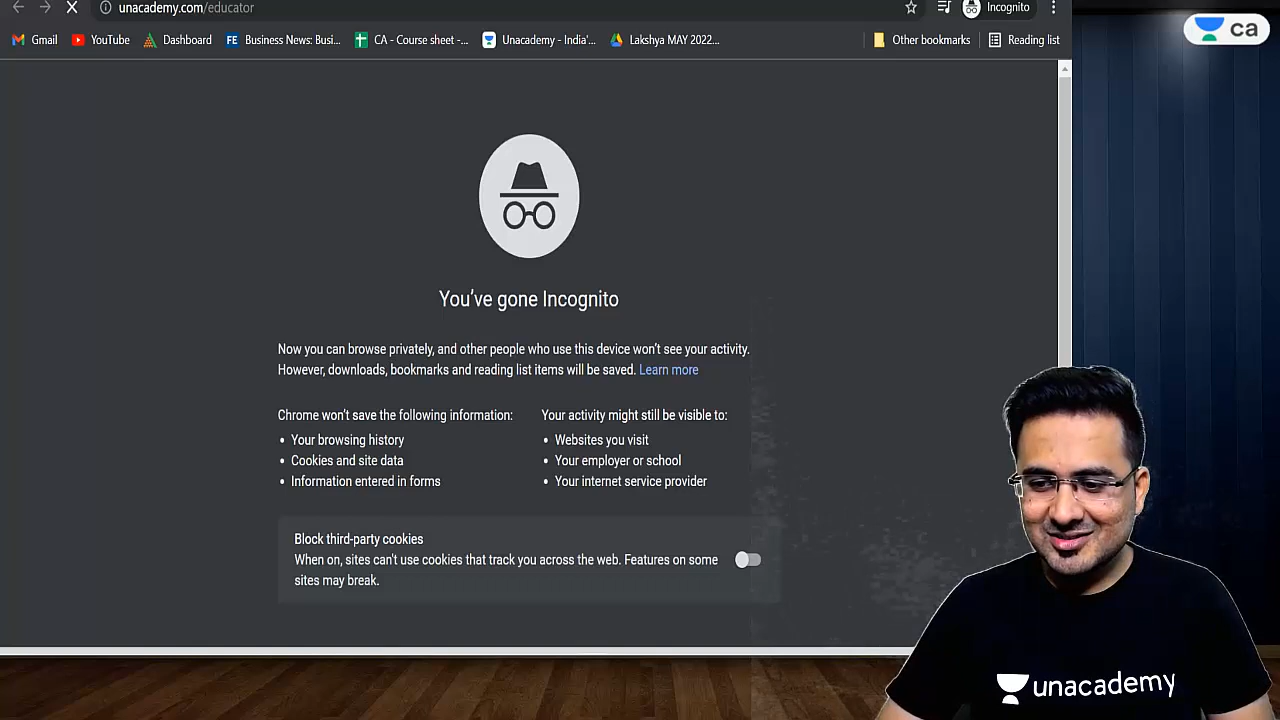 unacademy.com/educator
Incognito
ca
Gmail
YouTube
Dashboard
Business News: Busi...
CA - Course sheet -...
Unacademy - India'...
Lakshya MAY 2022...
Other bookmarks
Reading list
You've gone Incognito
Now you can browse privately, and other people who use this device won't see your activity.
However, downloads, bookmarks and reading list items will be saved. Learn more
Chrome won't save the following information:
• Your browsing history
• Cookies and site data
• Information entered in forms
Your activity might still be visible to:
• Websites you visit
• Your employer or school
• Your internet service provider
Block third-party cookies
When on, sites can't use cookies that track you across the web. Features on some
sites may break.
unacademy